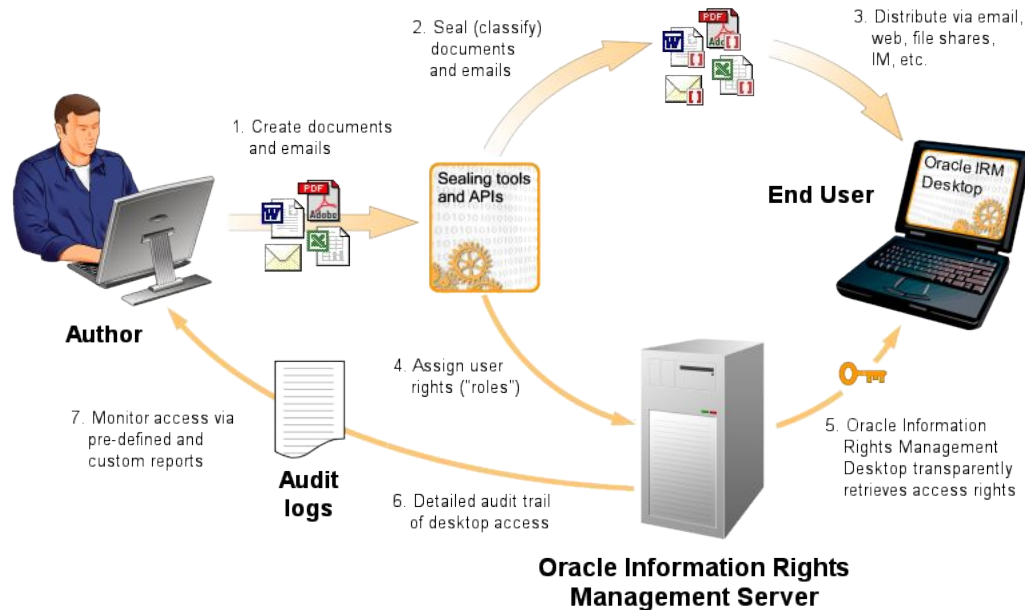 2. Seal (classify)
documents
and emails
3. Distribute via email,
web, file shares,
IM, etc.
PDF
Adobe
W
[ ]
[ ]
X
[ ]
[ ]
1. Create documents
and emails
PDF
Adobe
W
X
Sealing tools
and APIs
End User
Oracle IRM
Desktop
Author
4. Assign user
rights ("roles")
7. Monitor access via
pre-defined and
custom reports
Audit
logs
6. Detailed audit trail
of desktop access
5. Oracle Information
Rights Management
Desktop transparently
retrieves access rights
Oracle Information Rights
Management Server